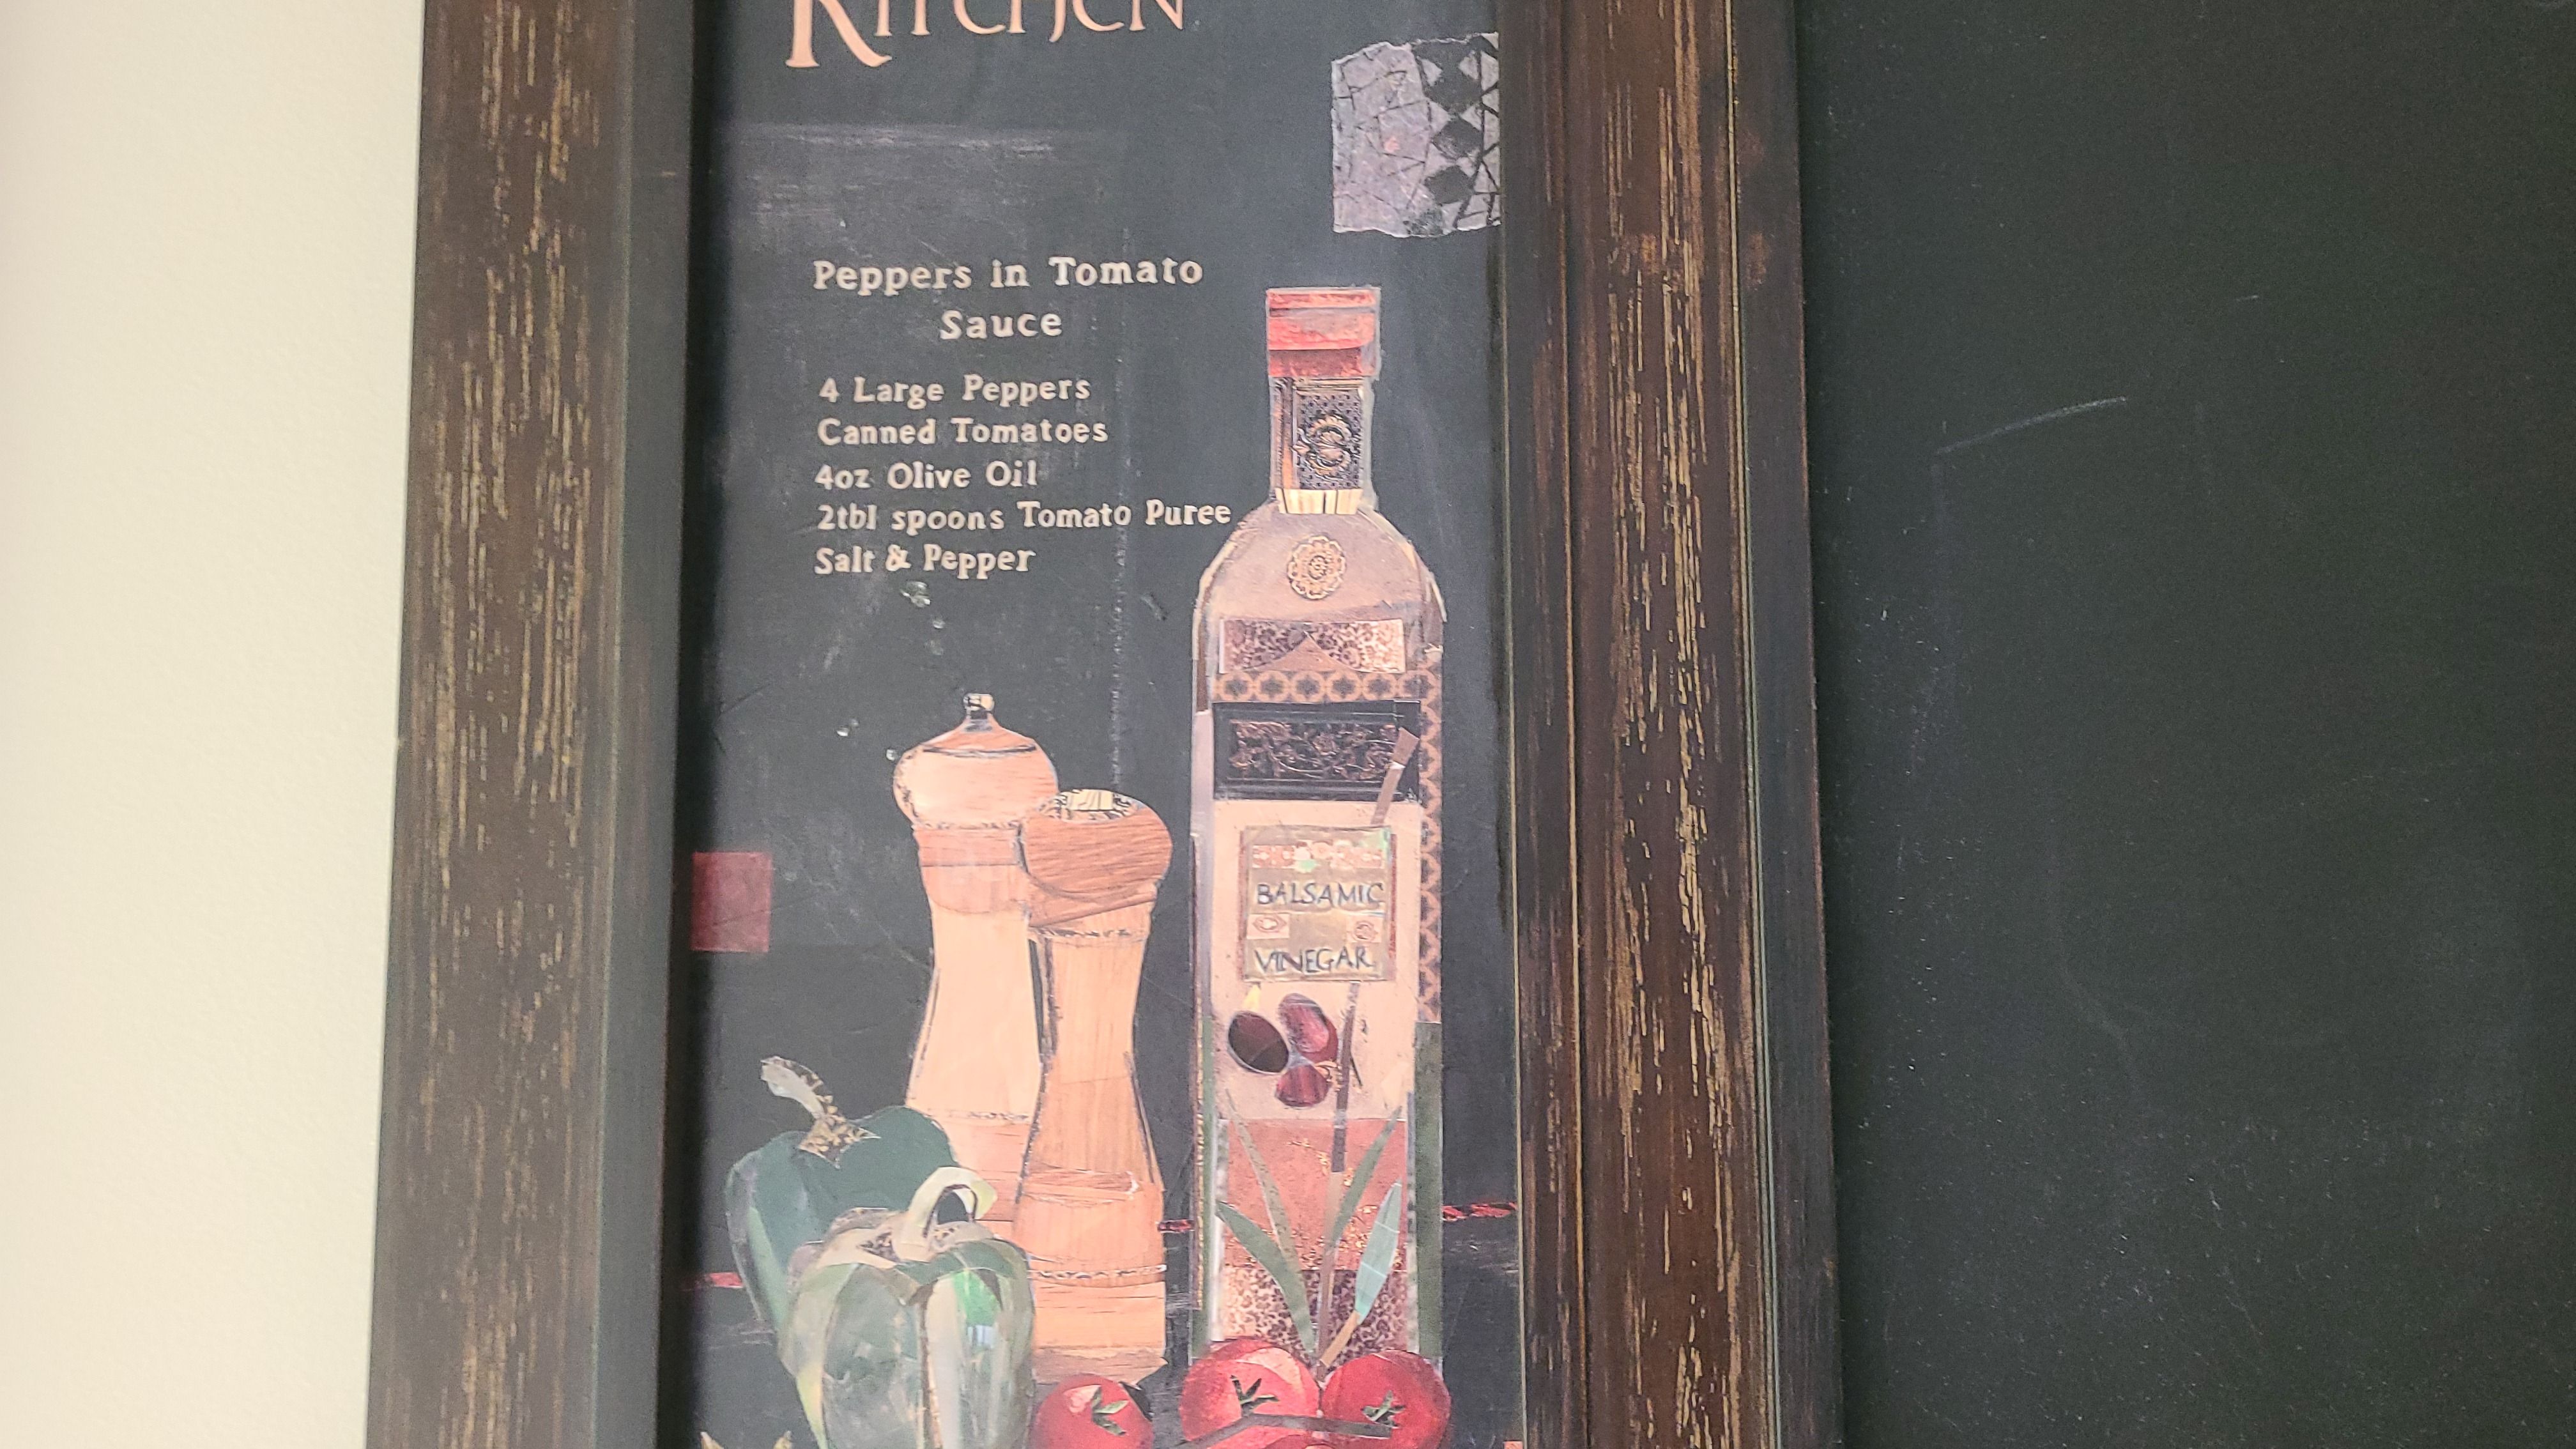 KITCHEN
Peppers in Tomato
Sauce
4 Large Peppers
Canned Tomatoes
4oz Olive Oil
2tbl spoons Tomato Puree
Salt & Pepper
BALSAMIC
VINEGAR